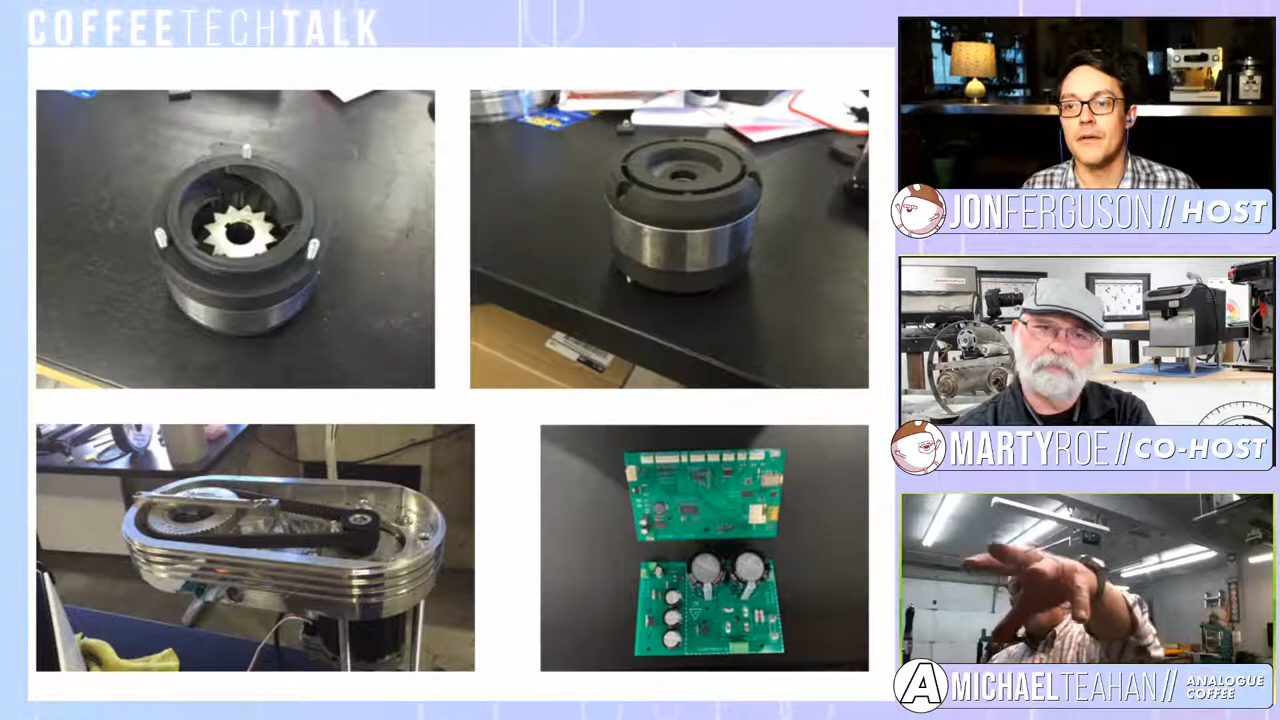 COFFEETECHTALK
JONFERGUSON// HOST
MARTYROE// CO-HOST
A MICHAELTEAHAN// ANALOGUE
COFFEE